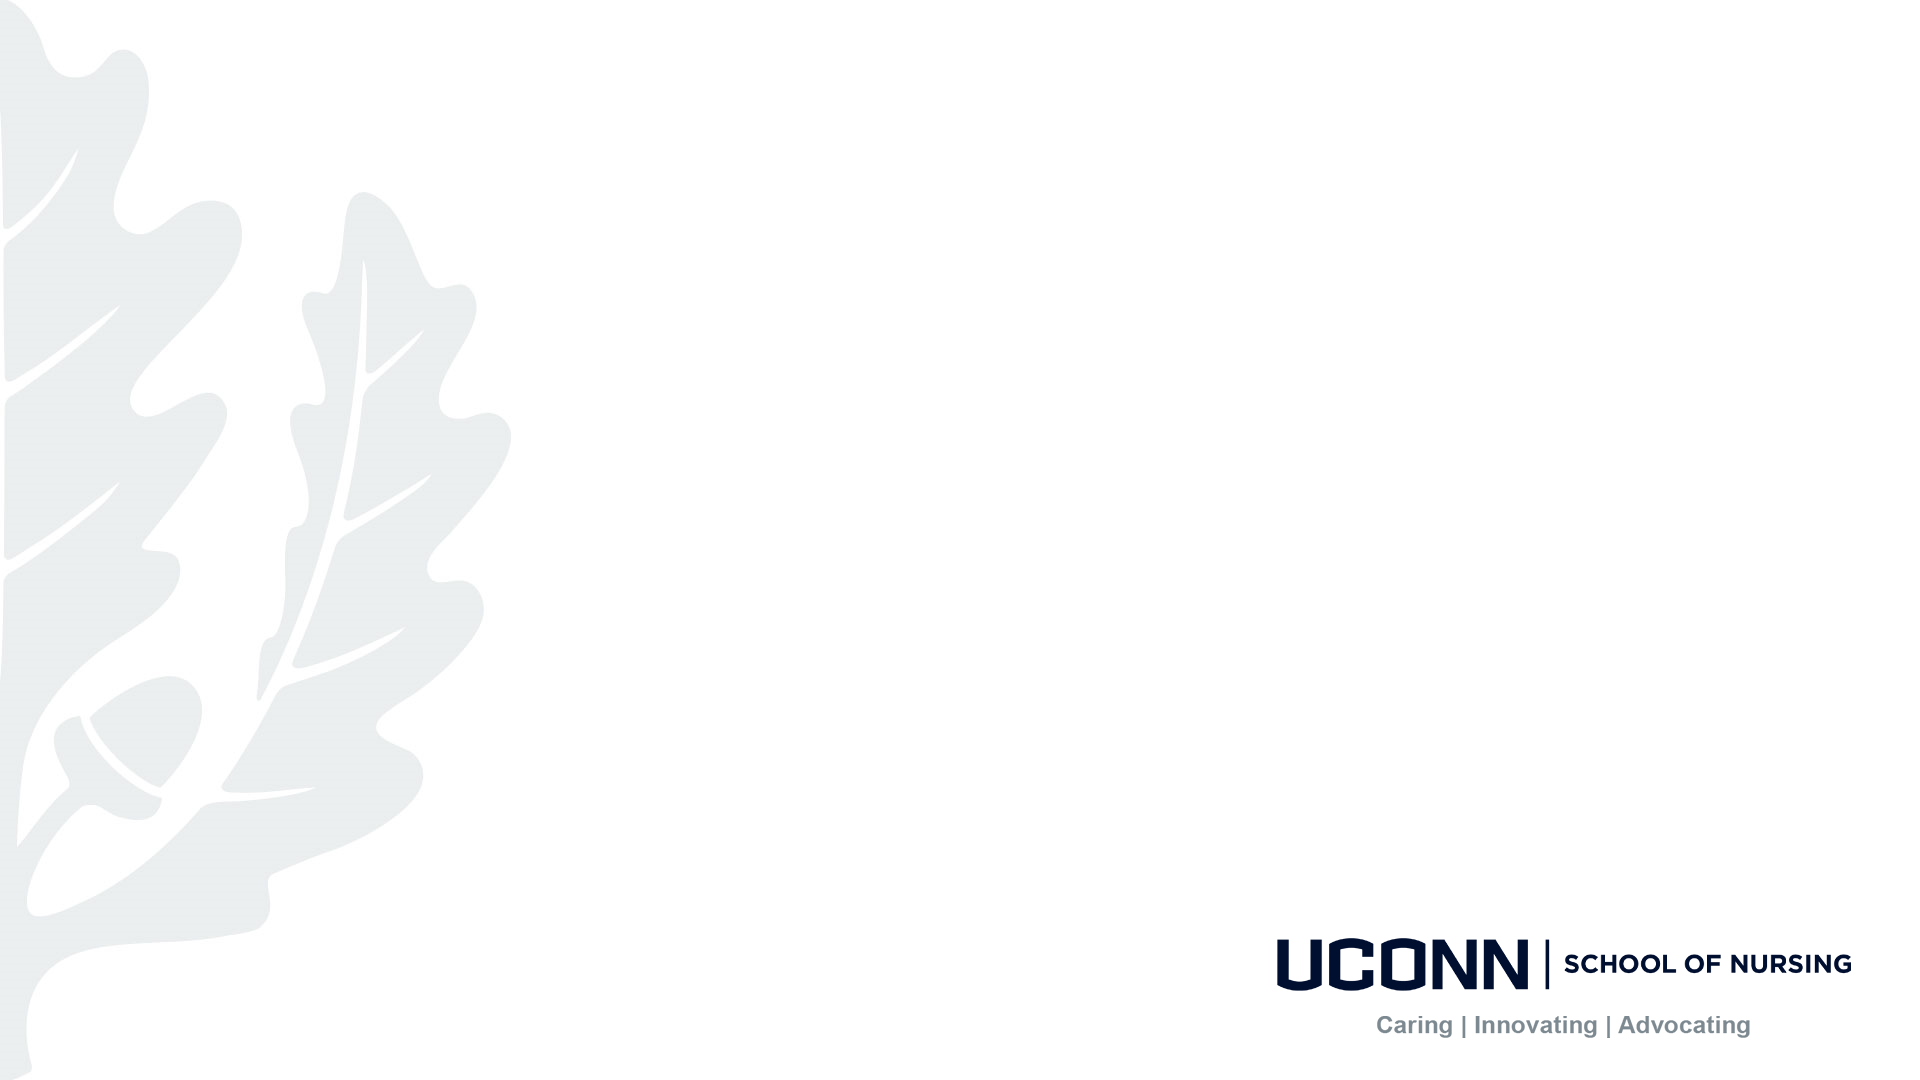 UCONN | SCHOOL OF NURSING
Caring | Innovating | Advocating